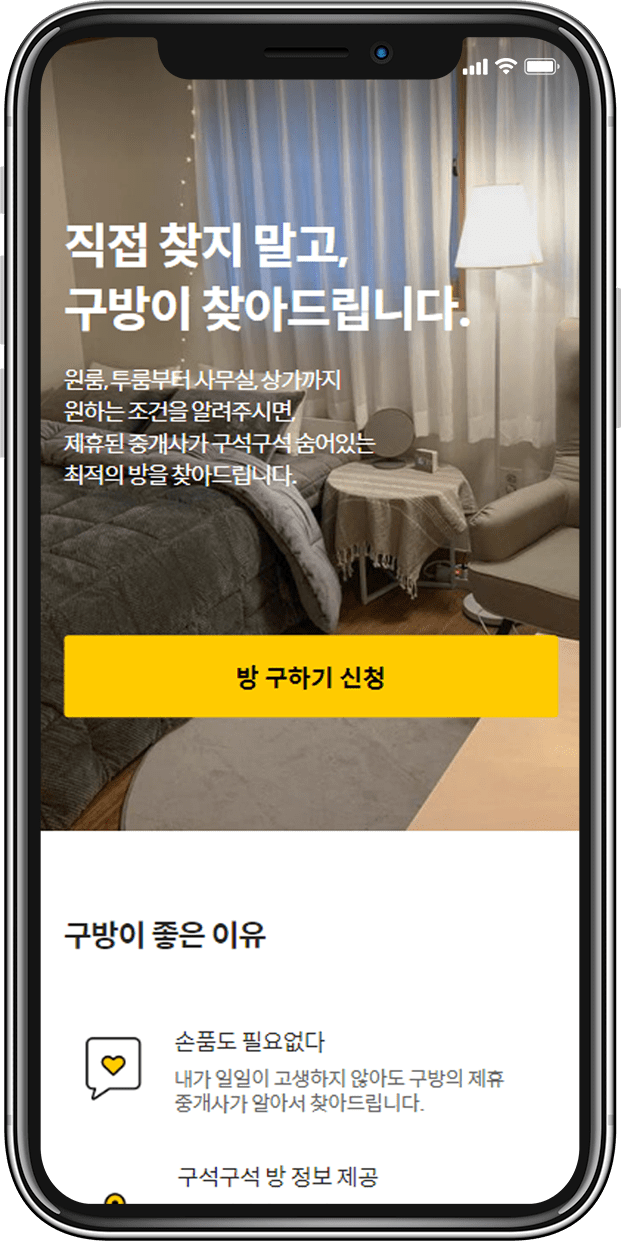 직접 찾지 말고,
구방이 찾아드립니다.
원룸, 투룸부터 사무실, 상가까지
원하는 조건을 알려주시면,
제휴된 중개사가 구석구석 숨어있는
최적의 방을 찾아드립니다.
방 구하기 신청
구방이 좋은 이유
손품도 필요없다
내가 일일이 고생하지 않아도 구방의 제휴
중개사가 알아서 찾아드립니다.
구석구석 방 정보 제공